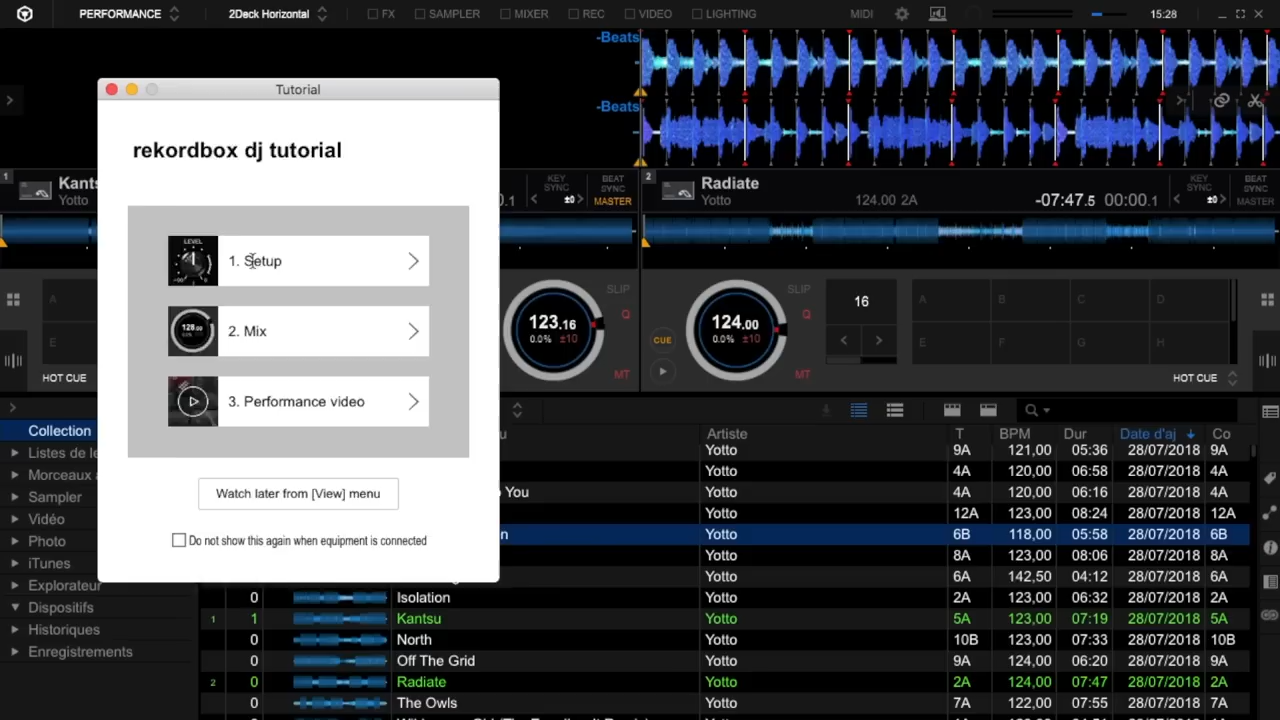 PERFORMANCE
2Deck Horizontal
FX
SAMPLER
MIXER
REC
VIDEO
LIGHTING
MIDI
15:28
-Beats
-Beats
Tutorial
rekordbox dj tutorial
1. Setup
2. Mix
3. Performance video
Watch later from [View] menu
Do not show this again when equipment is connected
1
Yotto
KEY SYNC
±0
BEAT SYNC
MASTER
2
Radiate
Yotto
124.00 2A
-07:47.5 00:00.1
KEY SYNC
±0
BEAT SYNC
MASTER
A
E
HOT CUE
LEVEL
128.00
123.16
0.0% ±10
SLIP
Q
MT
CUE
124.00
0.0% ±10
SLIP
Q
MT
16
A B C D
E F G H
HOT CUE
Collection
Listes de
Morceaux
Sampler
Vidéo
Photo
iTunes
Explorateur
Dispositifs
Historiques
Enregistrements
Artiste T BPM Dur Date d'aj Co
Yotto 9A 121,00 05:36 28/07/2018 9A
Yotto 4A 120,00 06:58 28/07/2018 4A
You Yotto 4A 120,00 06:16 28/07/2018 4A
Yotto 12A 123,00 08:24 28/07/2018 12A
Yotto 6B 118,00 05:58 28/07/2018 6B
Yotto 8A 123,00 08:06 28/07/2018 8A
Yotto 6A 142,50 04:12 28/07/2018 6A
0 Isolation Yotto 2A 123,00 06:32 28/07/2018 2A
1 1 Kantsu Yotto 5A 123,00 07:19 28/07/2018 5A
0 North Yotto 10B 123,00 07:33 28/07/2018 10B
0 Off The Grid Yotto 9A 124,00 06:20 28/07/2018 9A
2 0 Radiate Yotto 2A 124,00 07:47 28/07/2018 2A
0 The Owls Yotto 7A 122,00 07:55 28/07/2018 7A